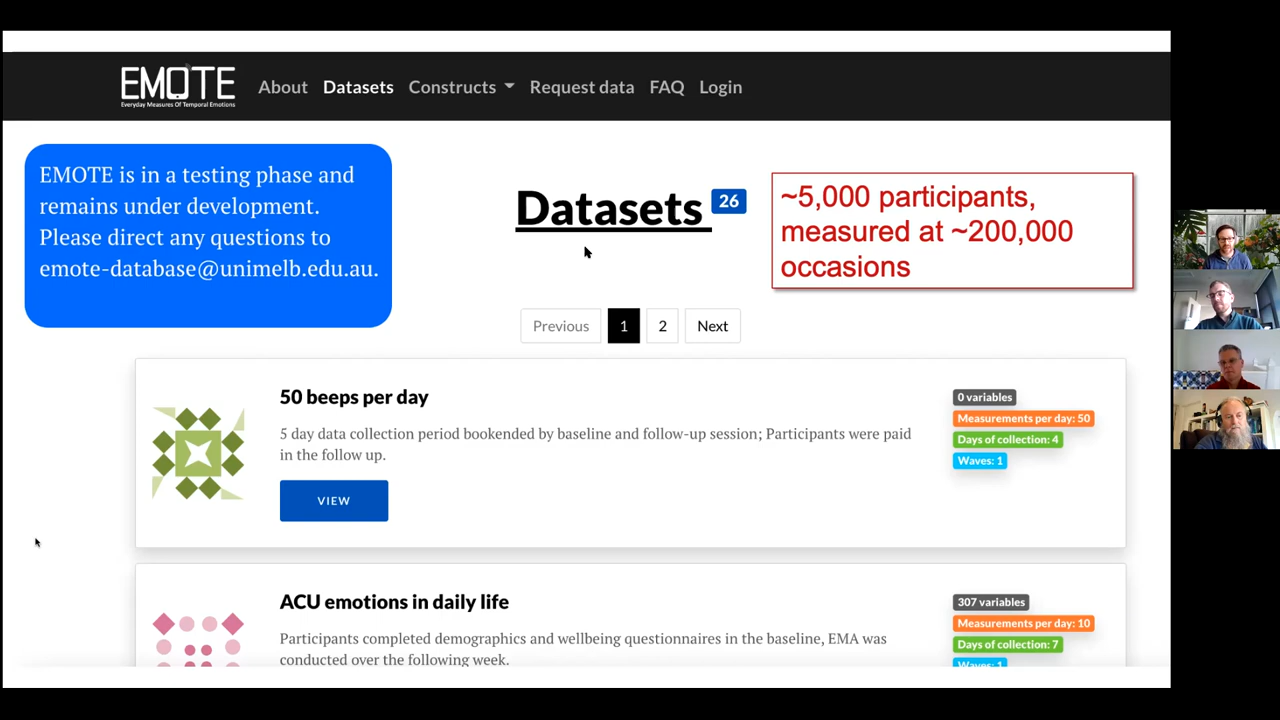 EMOTE
Everyday Measures Of Temporal Emotions
About
Datasets
Constructs
Request data
FAQ
Login
EMOTE is in a testing phase and
remains under development.
Please direct any questions to
emote-database@unimelb.edu.au.
Datasets 26
~5,000 participants,
measured at ~200,000
occasions
Previous
1
2
Next
50 beeps per day
5 day data collection period bookended by baseline and follow-up session; Participants were paid
in the follow up.
VIEW
0 variables
Measurements per day: 50
Days of collection: 4
Waves: 1
ACU emotions in daily life
Participants completed demographics and wellbeing questionnaires in the baseline, EMA was
conducted over the following week.
307 variables
Measurements per day: 10
Days of collection: 7
Waves: 1